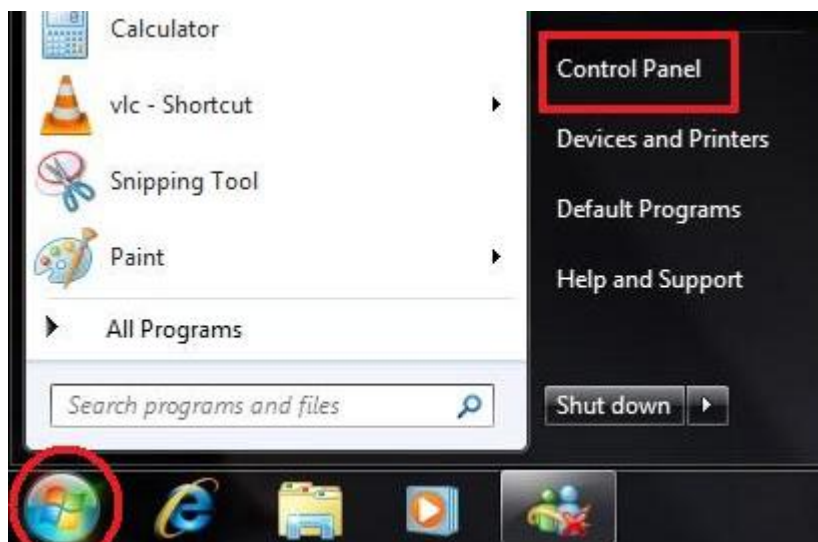 Calculator
vlc - Shortcut
Snipping Tool
Paint
All Programs
Search programs and files
Control Panel
Devices and Printers
Default Programs
Help and Support
Shut down